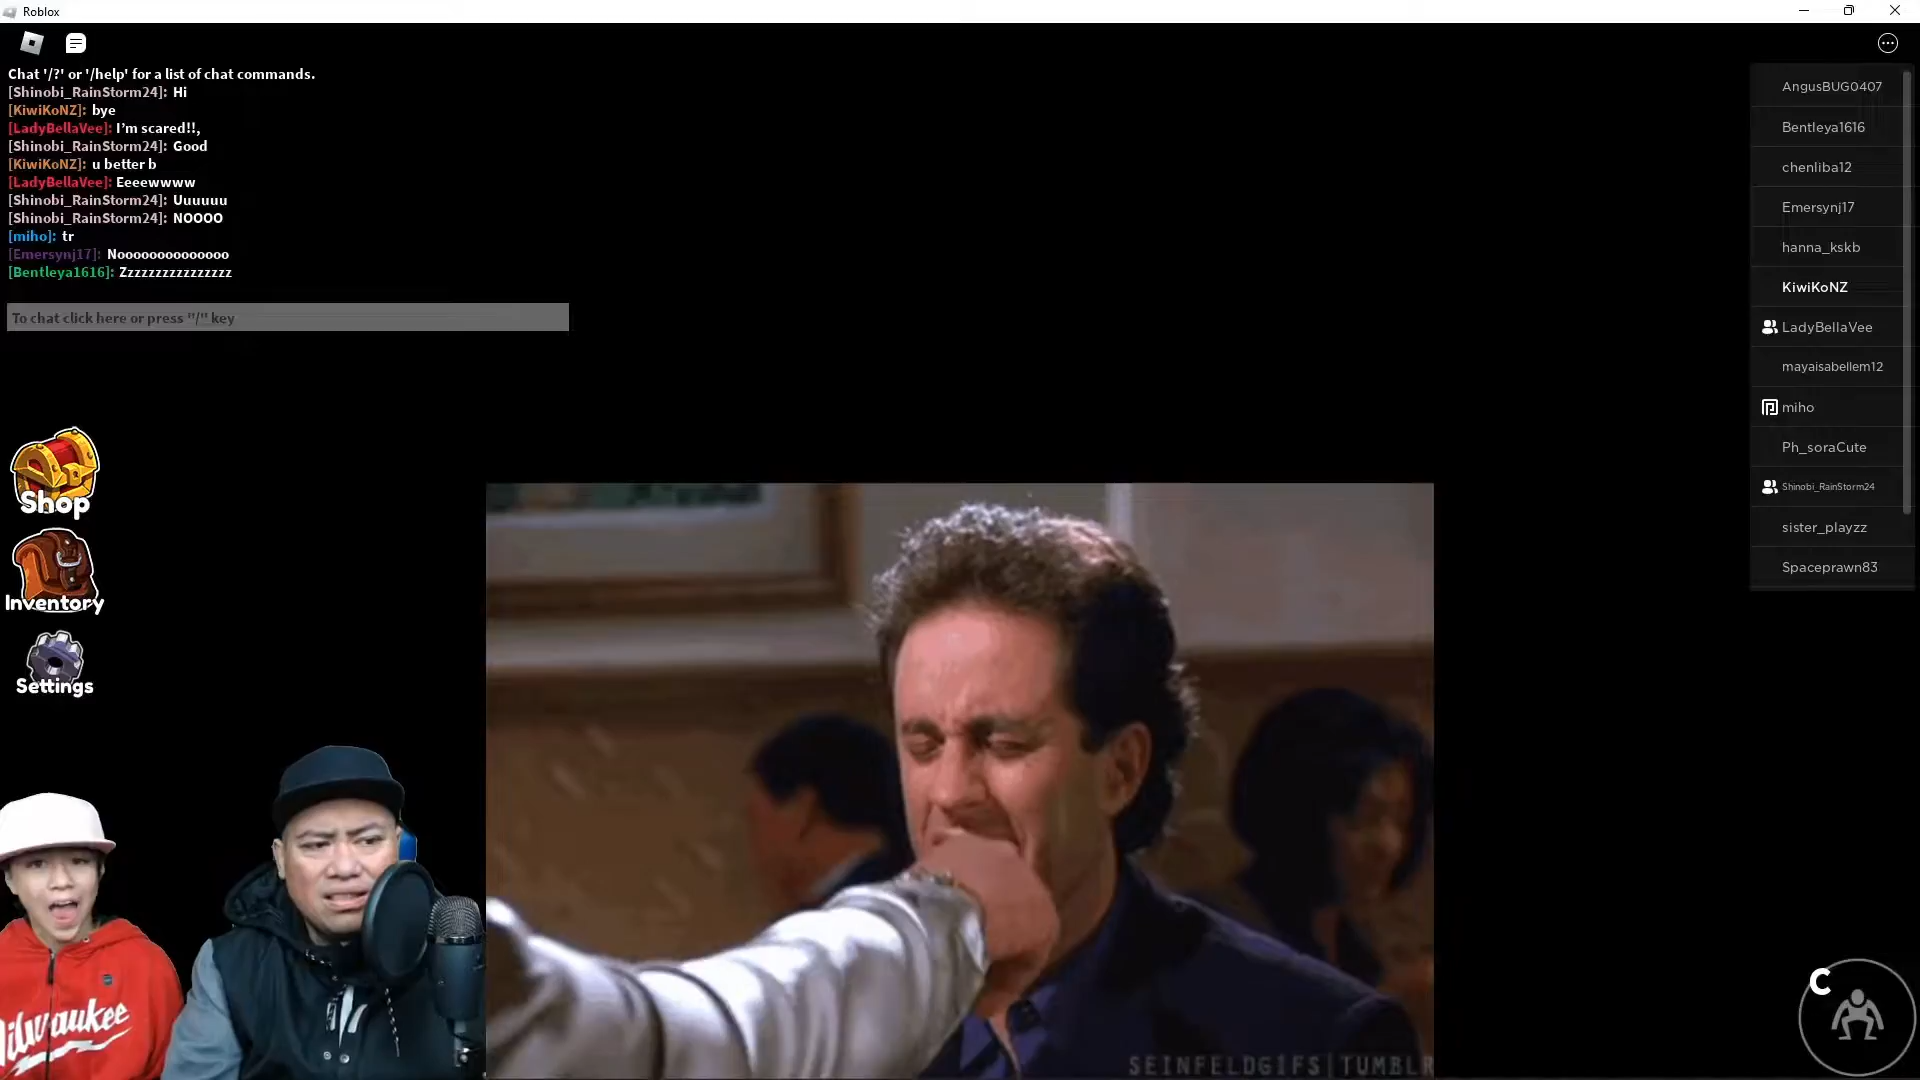 Roblox
Chat '/?' or '/help' for a list of chat commands.
[Shinobi_RainStorm24]: Hi
[KiwiKoNZ]: bye
[LadyBellaVee]: I'm scared!!,
[Shinobi_RainStorm24]: Good
[KiwiKoNZ]: u better b
[LadyBellaVee]: Eeeewwww
[Shinobi_RainStorm24]: Uuuuuu
[Shinobi_RainStorm24]: NOOOO
[miho]: tr
[Emersynj17]: Nooooooooooooo
[Bentleya1616]: Zzzzzzzzzzzzzzz
To chat click here or press "/" key
Shop
Inventory
Settings
AngusBUG0407
Bentleya1616
chenliba12
Emersynj17
hanna_kskb
KiwiKoNZ
LadyBellaVee
mayaisabellem12
miho
Ph_soraCute
Shinobi_RainStorm24
sister_playzz
Spaceprawn83
SEINFELDGIFS|TUMBLR
C